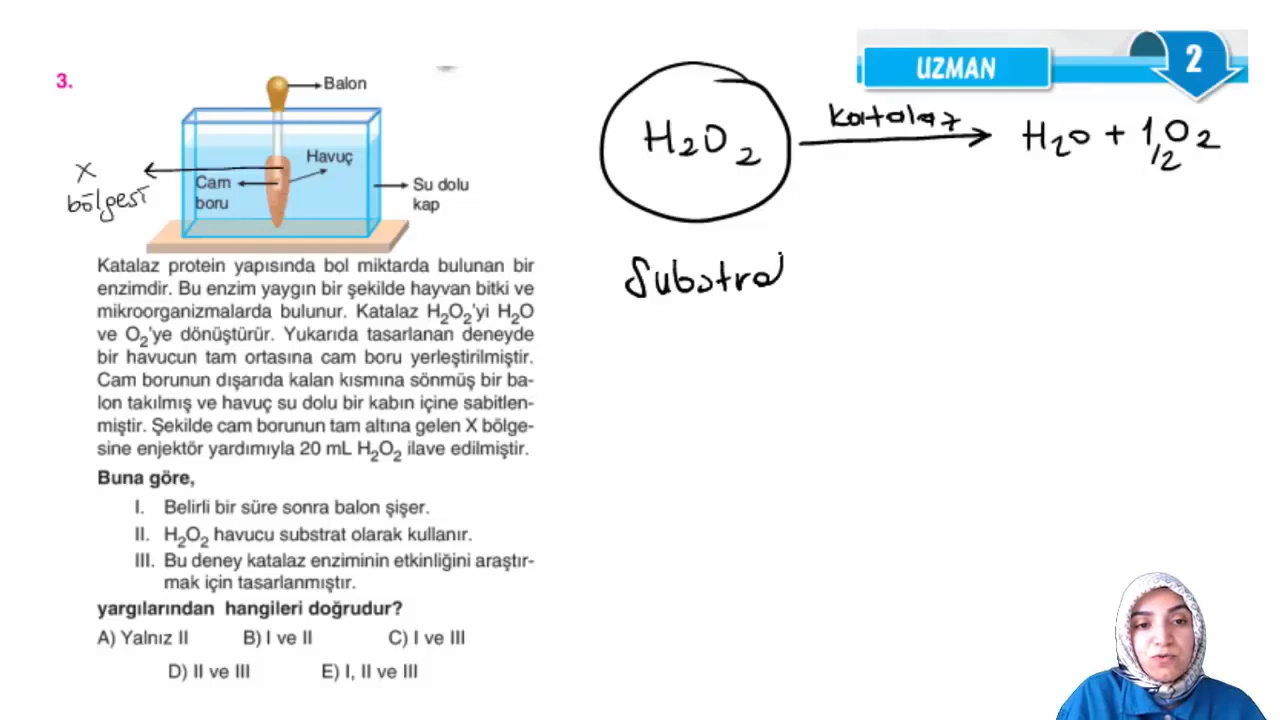 UZMAN
2
3.
Balon
Havuç
Cam
boru
Su dolu
kap
X
bölgesi
H₂O₂ katalaz H₂O + 1/2 O₂
Substrat
Katalaz protein yapısında bol miktarda bulunan bir
enzimdir. Bu enzim yaygın bir şekilde hayvan bitki ve
mikroorganizmalarda bulunur. Katalaz H₂O₂'yi H₂O
ve O₂'ye dönüştürür. Yukarıda tasarlanan deneyde
bir havucun tam ortasına cam boru yerleştirilmiştir.
Cam borunun dışarıda kalan kısmına sönmüş bir ba-
lon takılmış ve havuç su dolu bir kabın içine sabitlen-
miştir. Şekilde cam borunun tam altına gelen X bölge-
sine enjektör yardımıyla 20 mL H₂O₂ ilave edilmiştir.
Buna göre,
I. Belirli bir süre sonra balon şişer.
II. H₂O₂ havucu substrat olarak kullanır.
III. Bu deney katalaz enziminin etkinliğini araştır-
mak için tasarlanmıştır.
yargılarından hangileri doğrudur?
A) Yalnız II B) I ve II C) I ve III
D) II ve III E) I, II ve III